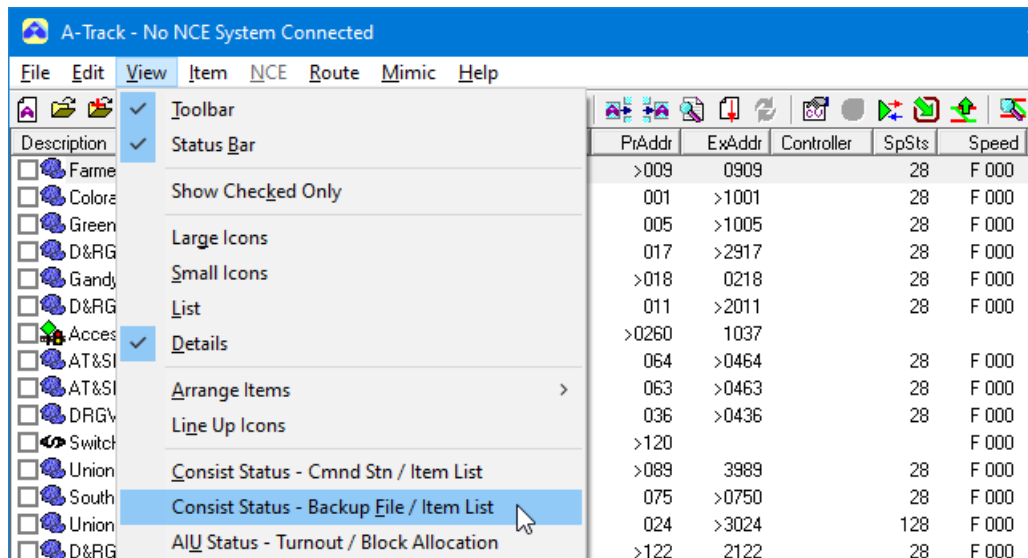 A-Track - No NCE System Connected
File Edit View Item NCE Route Mimic Help
Toolbar
Status Bar
Show Checked Only
Large Icons
Small Icons
List
Details
Arrange Items
Line Up Icons
Consist Status - Cmnd Stn / Item List
Consist Status - Backup File / Item List
AIU Status - Turnout / Block Allocation
Description PrAddr ExAddr Controller SpSts Speed
Farme >009 0909 28 F 000
Colora 001 >1001 28 F 000
Green 005 >1005 28 F 000
D&RG 017 >2917 28 F 000
Gandy >018 0218 28 F 000
D&RG 011 >2011 28 F 000
Acces >0260 1037
AT&SI 064 >0464 28 F 000
AT&SI 063 >0463 28 F 000
DRGV 036 >0436 28 F 000
Switch >120 F 000
Union >089 3989 28 F 000
South 075 >0750 28 F 000
Union 024 >3024 128 F 000
D&RG >122 2122 28 F 000